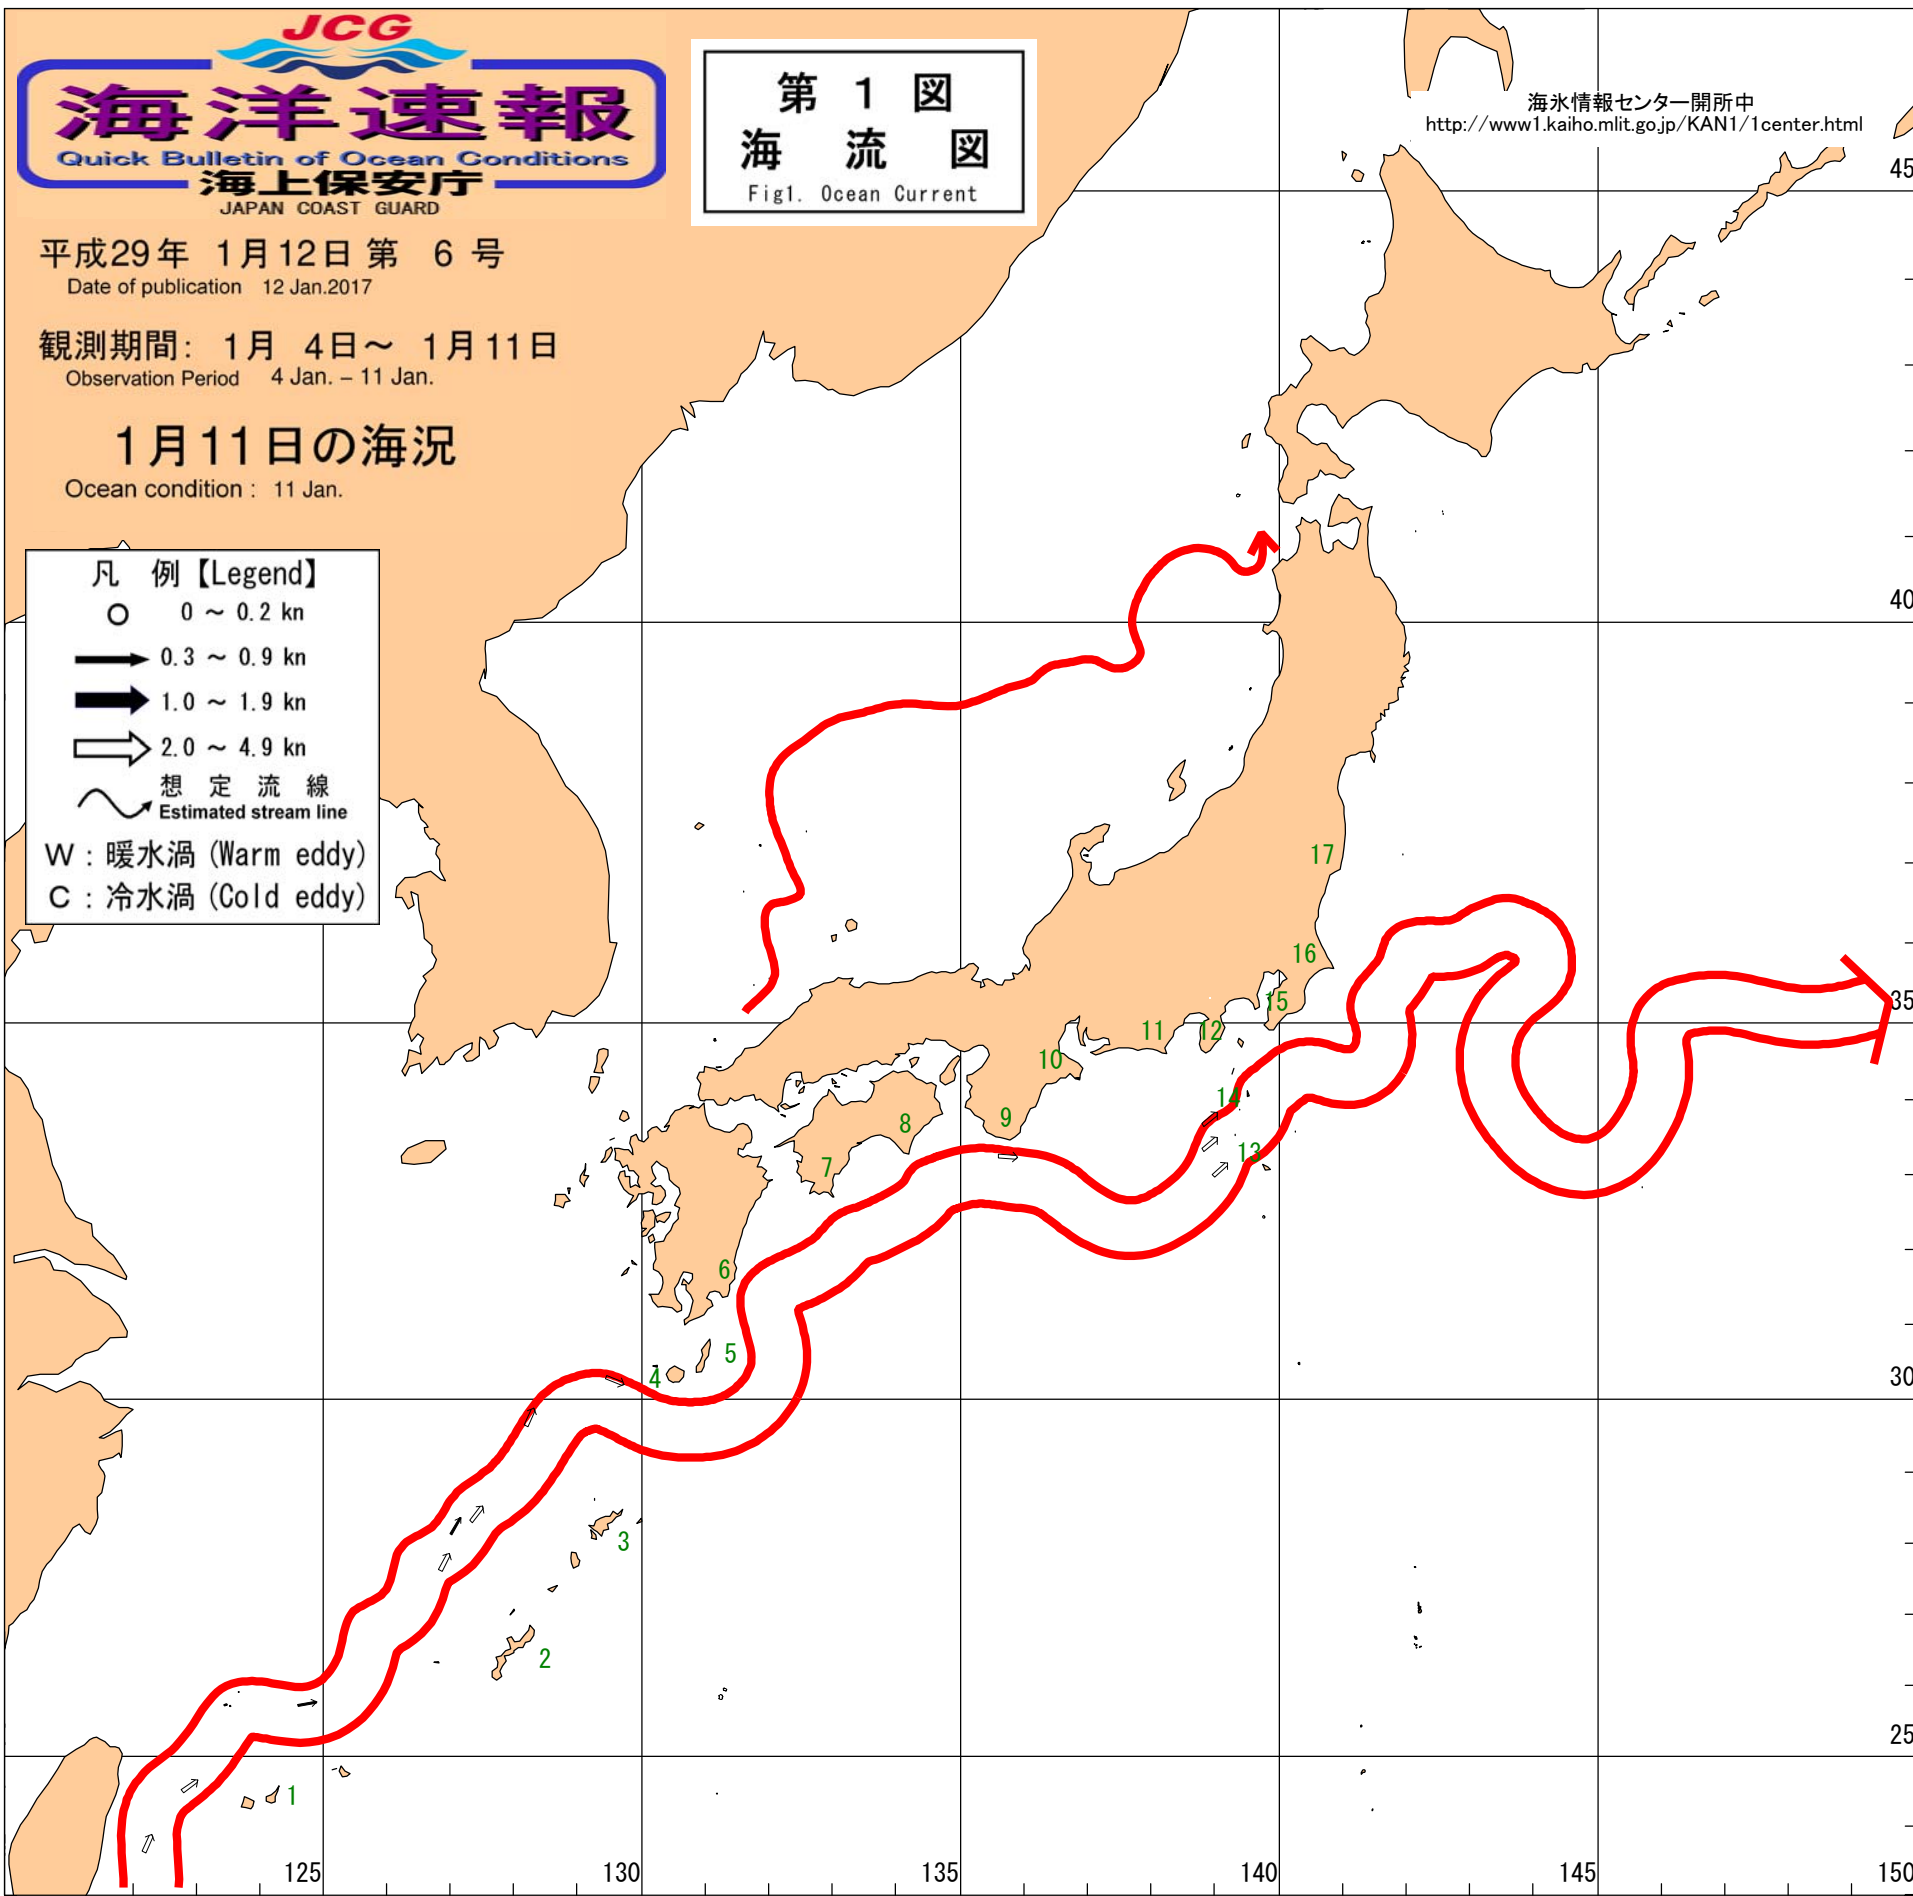 JCG
海洋速報
Quick Bulletin of Ocean Conditions
海上保安庁
JAPAN COAST GUARD
平成29年 1月12日 第 6 号
Date of publication 12 Jan.2017
観測期間: 1月 4日～ 1月11日
Observation Period 4 Jan. – 11 Jan.
1月11日の海況
Ocean condition : 11 Jan.
第 1 図
海 流 図
Fig1. Ocean Current
海氷情報センター開所中
http://www1.kaiho.mlit.go.jp/KAN1/1center.html
凡 例【Legend】
0 ～ 0.2 kn
0.3 ～ 0.9 kn
1.0 ～ 1.9 kn
2.0 ～ 4.9 kn
想 定 流 線
Estimated stream line
W : 暖水渦 (Warm eddy)
C : 冷水渦 (Cold eddy)
45
40
35
30
25
17
16
15
12
11
10
14
13
9
8
7
6
5
4
3
2
1
125
130
135
140
145
150